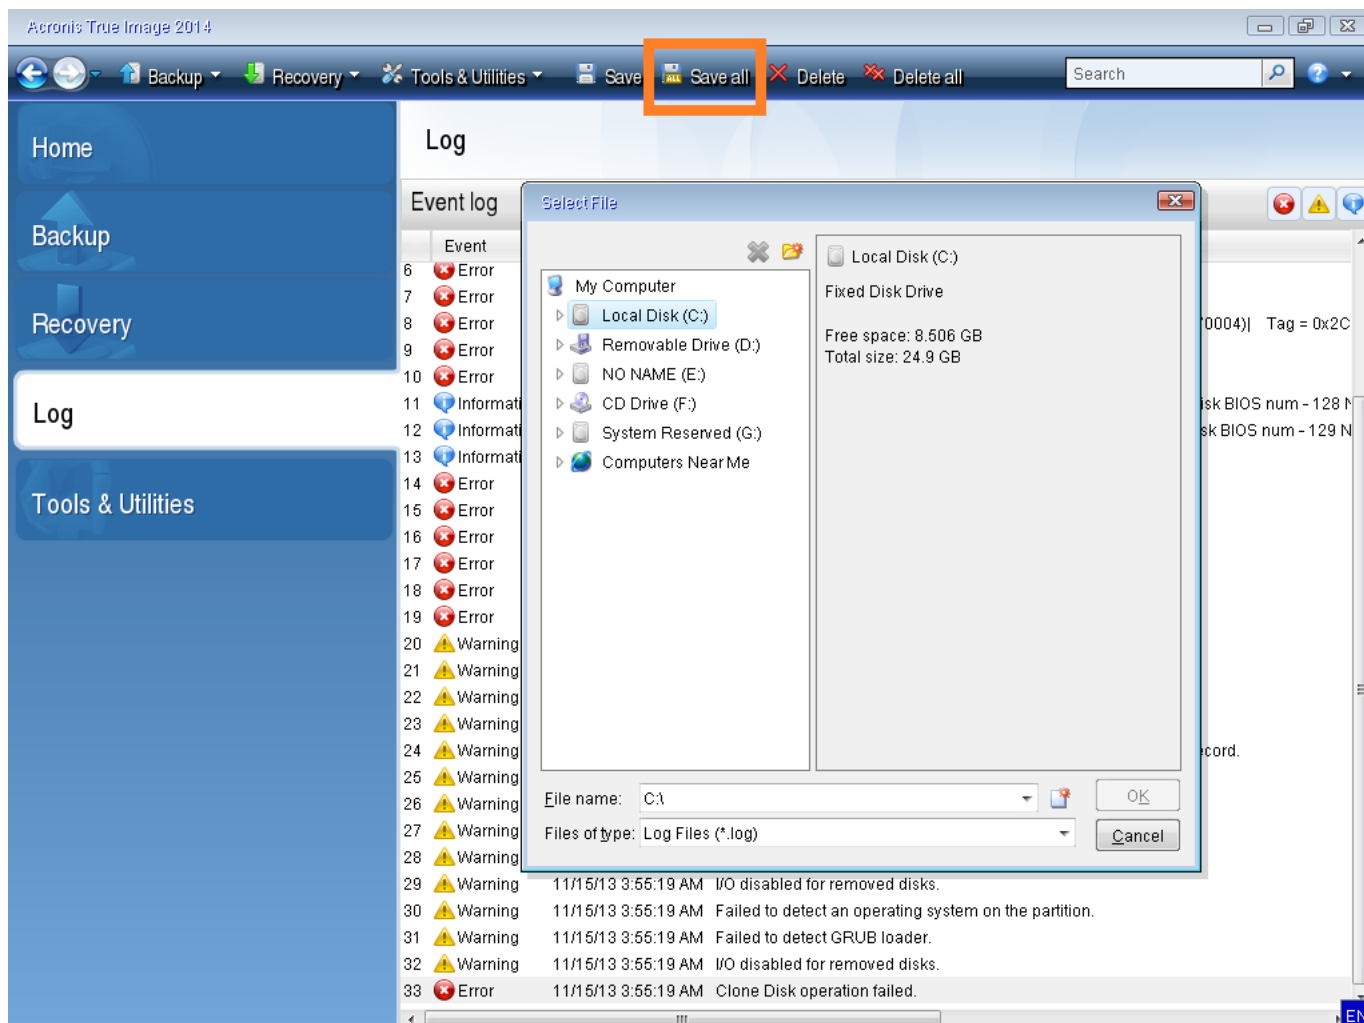 Acronis True Image 2014
Backup Recovery Tools & Utilities Save Save all Delete Delete all Search
Home
Backup
Recovery
Log
Tools & Utilities
Log
Event log
Event
6 Error
7 Error
8 Error 0004)| Tag = 0x2C
9 Error
10 Error
11 Informati isk BIOS num - 128 N
12 Informati sk BIOS num - 129 N
13 Informati
14 Error
15 Error
16 Error
17 Error
18 Error
19 Error
20 Warning
21 Warning
22 Warning
23 Warning
24 Warning cord.
25 Warning
26 Warning
27 Warning
28 Warning
29 Warning 11/15/13 3:55:19 AM I/O disabled for removed disks.
30 Warning 11/15/13 3:55:19 AM Failed to detect an operating system on the partition.
31 Warning 11/15/13 3:55:19 AM Failed to detect GRUB loader.
32 Warning 11/15/13 3:55:19 AM I/O disabled for removed disks.
33 Error 11/15/13 3:55:19 AM Clone Disk operation failed.
Select File
My Computer
Local Disk (C:)
Removable Drive (D:)
NO NAME (E:)
CD Drive (F:)
System Reserved (G:)
Computers Near Me
Local Disk (C:)
Fixed Disk Drive
Free space: 8.506 GB
Total size: 24.9 GB
File name: C:\
OK
Files of type: Log Files (*.log)
Cancel
EN